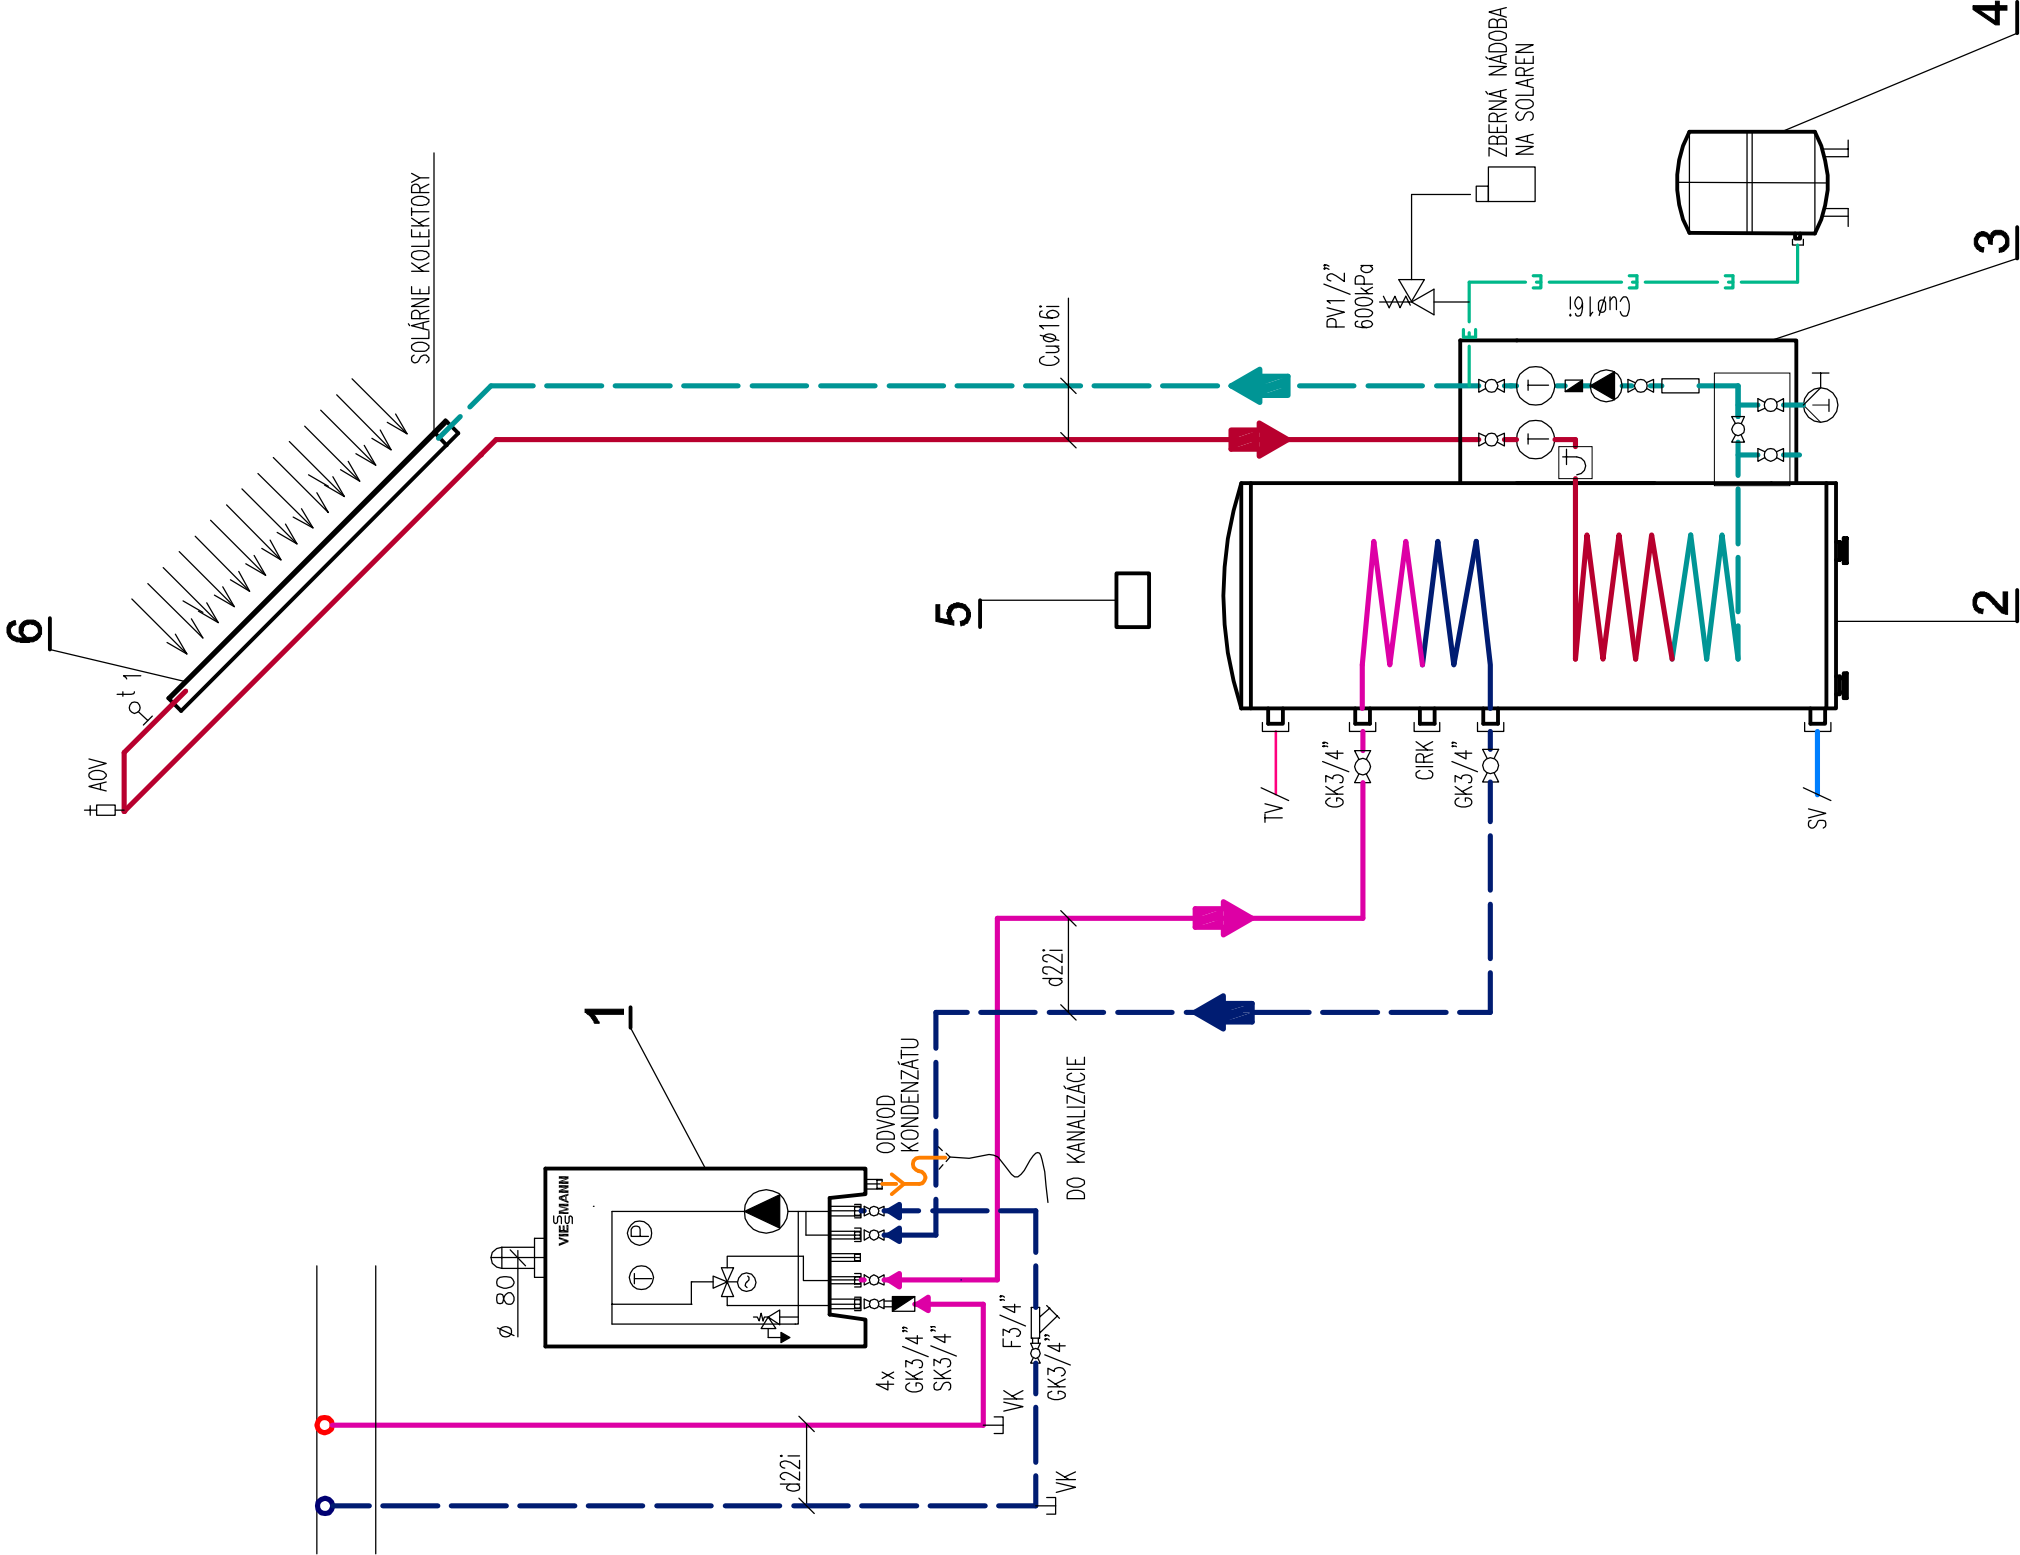 6
t 1
AOV
SOLÁRNE KOLEKTORY
Cuø16i
PV1/2"
600kPa
ZBERNÁ NÁDOBA
NA SOLAREN
4
Cuø16i
3
T
T
T
5
2
TV
GK3/4"
CIRK
GK3/4"
SV
d22i
1
ODVOD
KONDENZÁTU
DO KANALIZÁCIE
VIESSMANN
P
T
ø 80
4x
GK3/4"
SK3/4"
F3/4"
GK3/4"
VK
d22i
VK